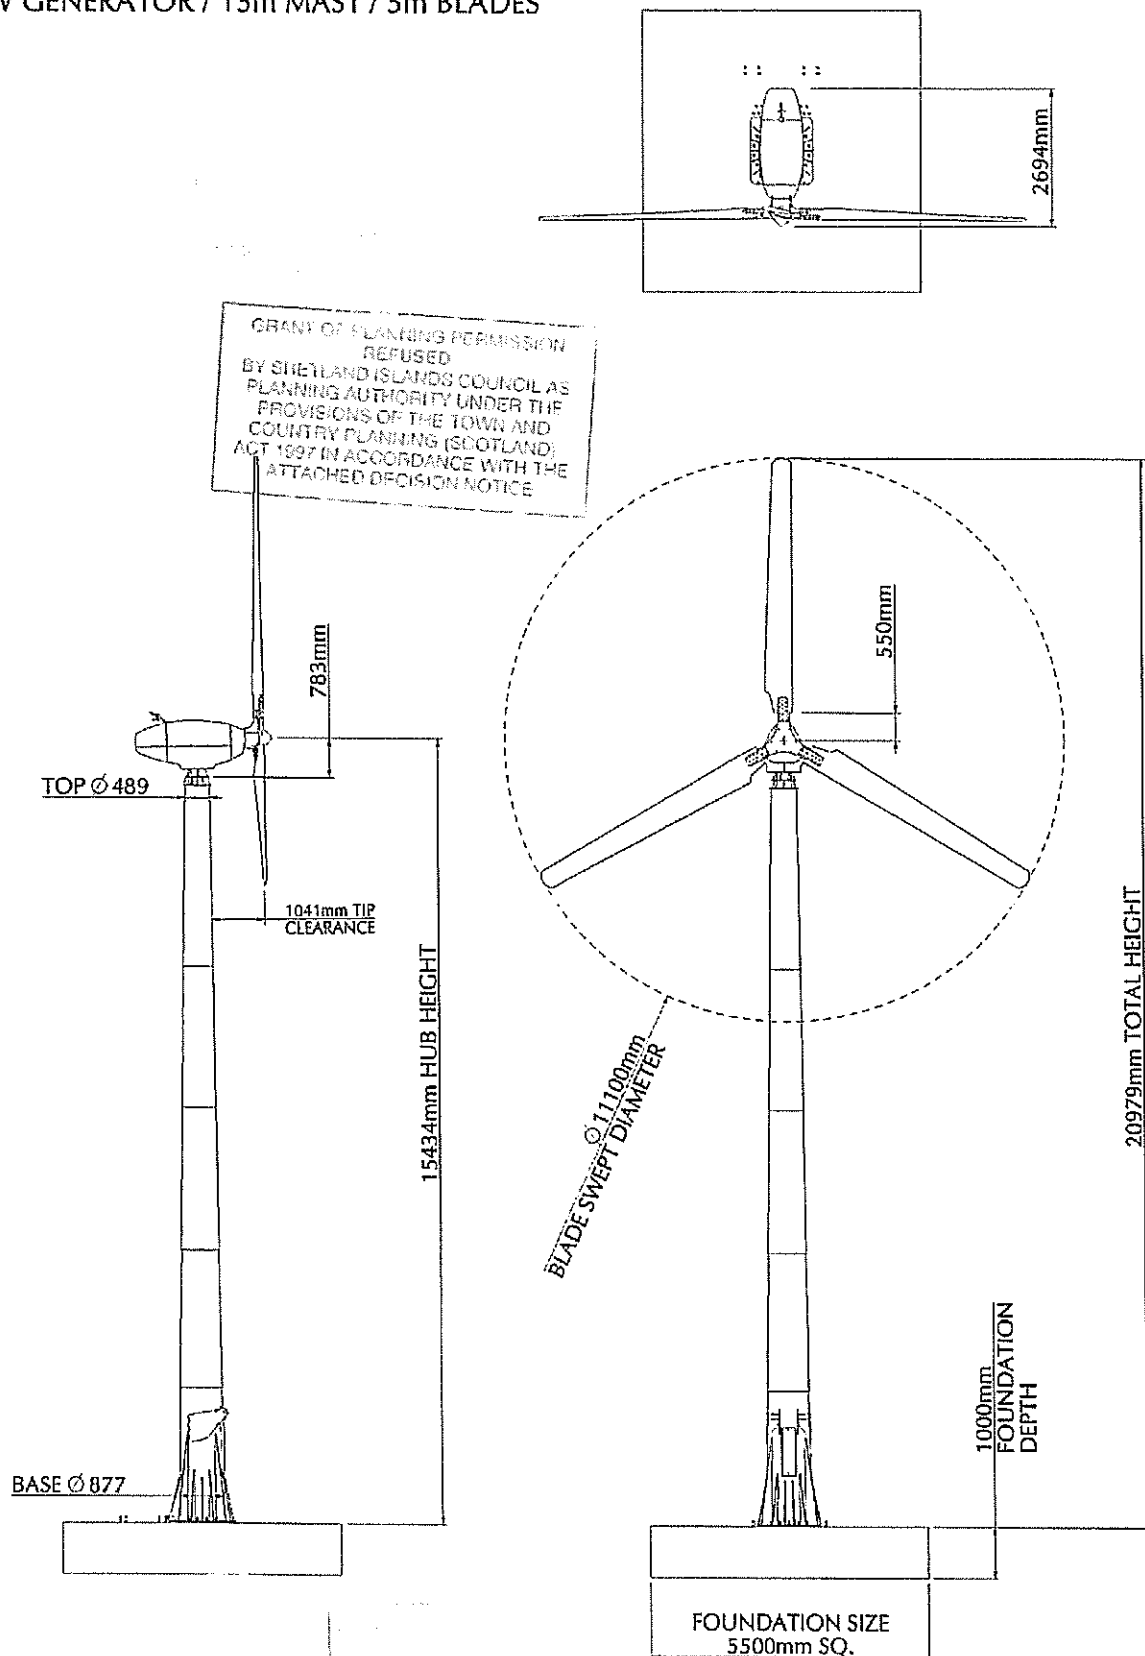 GENERATOR / 15m MAST / 5m BLADES
2694mm
GRANT OF PLANNING PERMISSION
REFUSED
BY SHETLAND ISLANDS COUNCIL AS
PLANNING AUTHORITY UNDER THE
PROVISIONS OF THE TOWN AND
COUNTRY PLANNING (SCOTLAND)
ACT 1997 IN ACCORDANCE WITH THE
ATTACHED DECISION NOTICE
783mm
550mm
4
TOP Ø 489
1041mm TIP
CLEARANCE
15434mm HUB HEIGHT
20979mm TOTAL HEIGHT
Ø 11100mm
BLADE SWEPT DIAMETER
1000mm
FOUNDATION
DEPTH
BASE Ø 877
FOUNDATION SIZE
5500mm SQ.